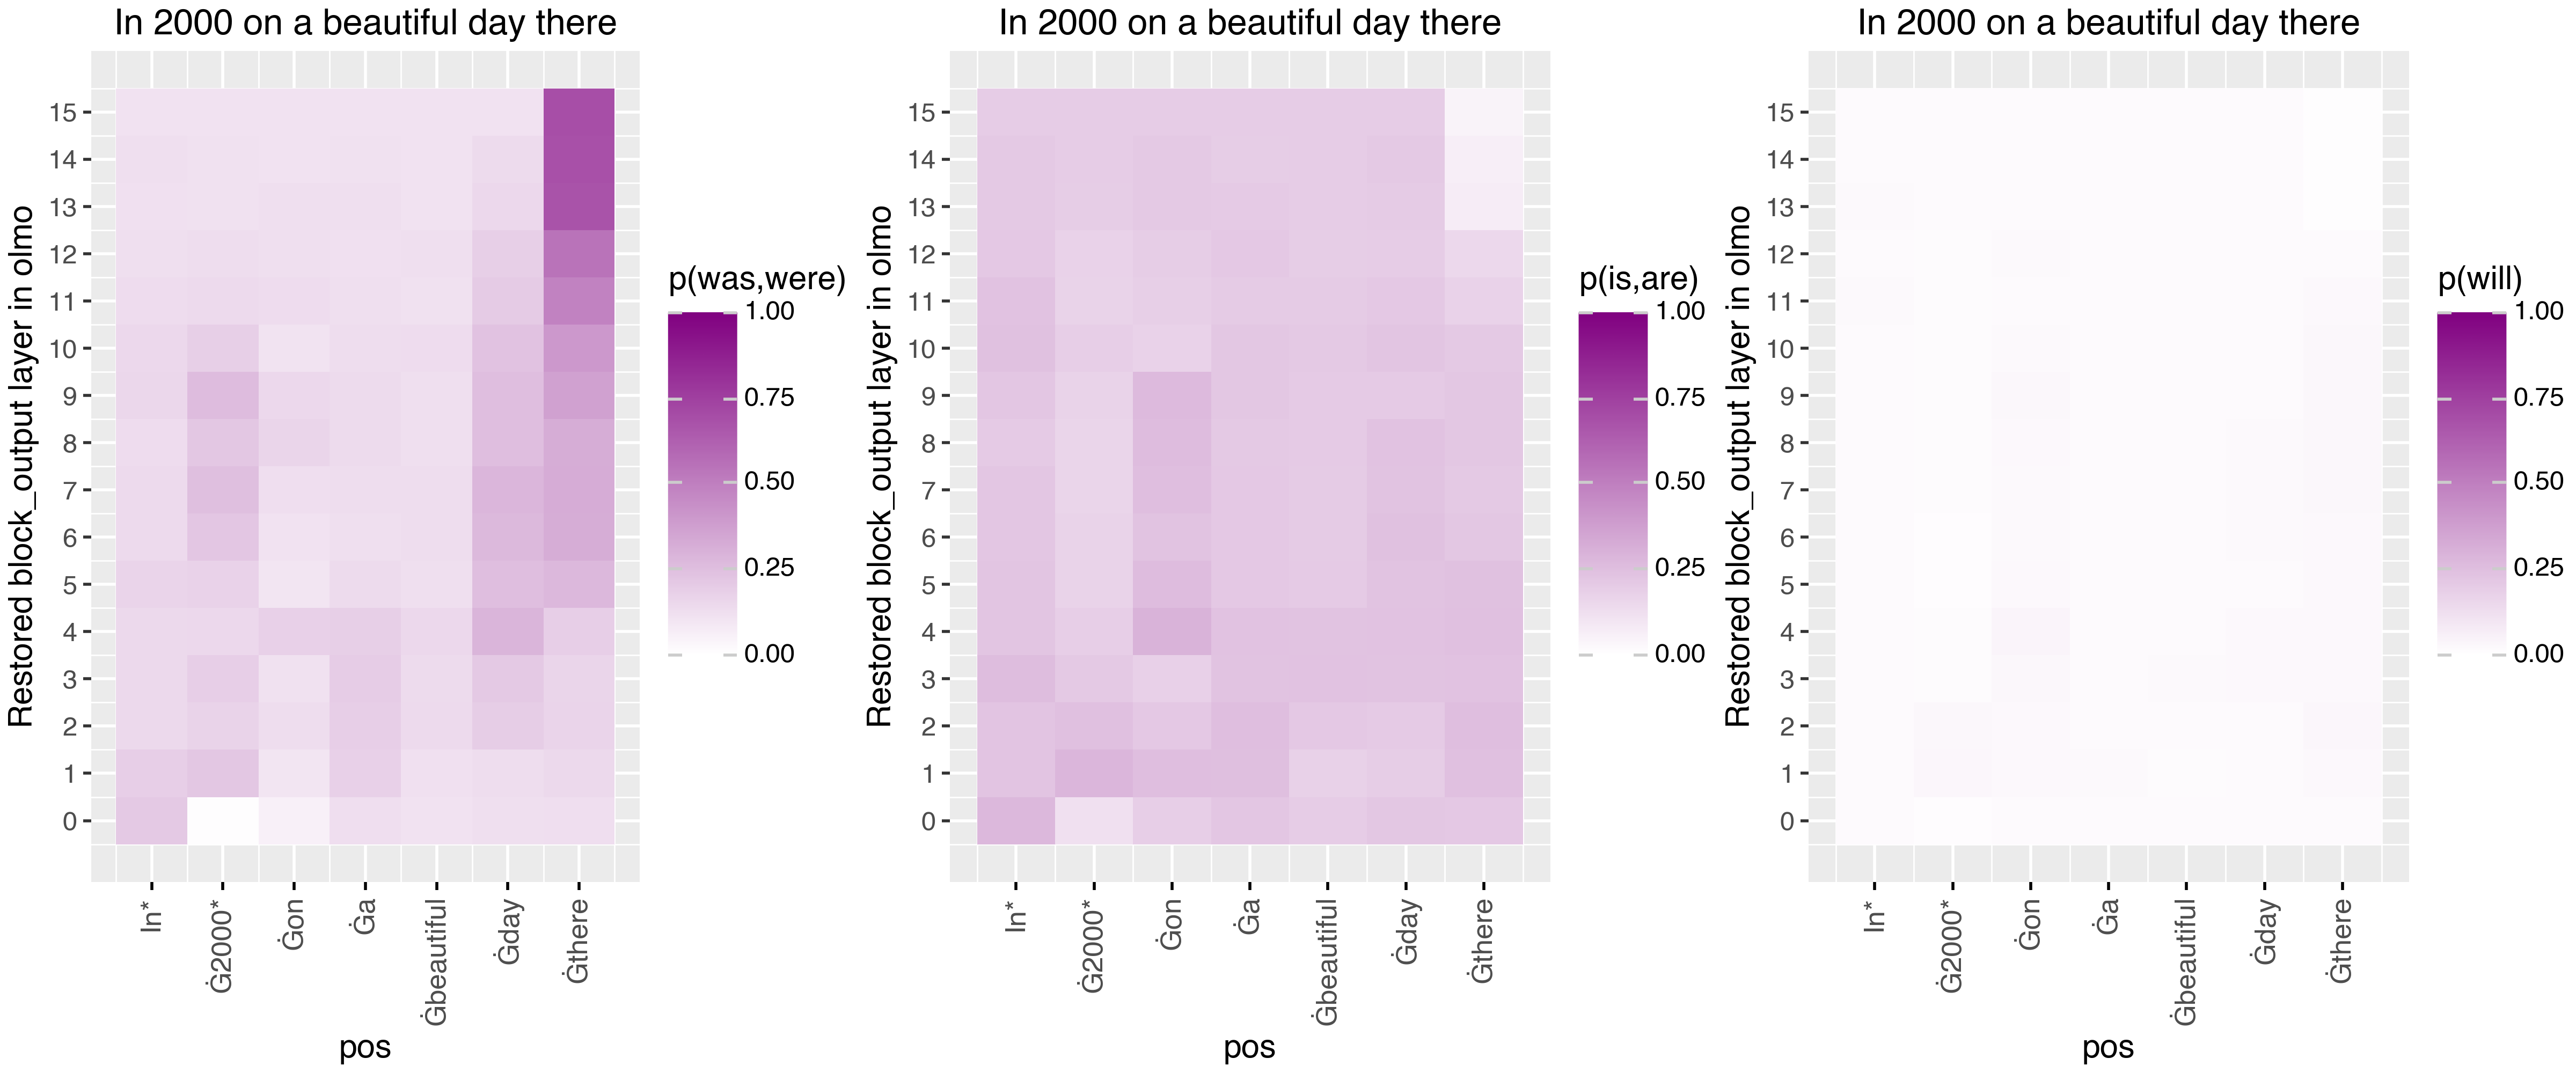 In 2000 on a beautiful day there
Restored block_output layer in olmo
15
14
13
12
11
10
9
8
7
6
5
4
3
2
1
0
In*
Ġ2000*
Ġon
Ġa
Ġbeautiful
Ġday
Ġthere
pos
p(was,were)
1.00
0.75
0.50
0.25
0.00
In 2000 on a beautiful day there
Restored block_output layer in olmo
15
14
13
12
11
10
9
8
7
6
5
4
3
2
1
0
In*
Ġ2000*
Ġon
Ġa
Ġbeautiful
Ġday
Ġthere
pos
p(is,are)
1.00
0.75
0.50
0.25
0.00
In 2000 on a beautiful day there
Restored block_output layer in olmo
15
14
13
12
11
10
9
8
7
6
5
4
3
2
1
0
In*
Ġ2000*
Ġon
Ġa
Ġbeautiful
Ġday
Ġthere
pos
p(will)
1.00
0.75
0.50
0.25
0.00